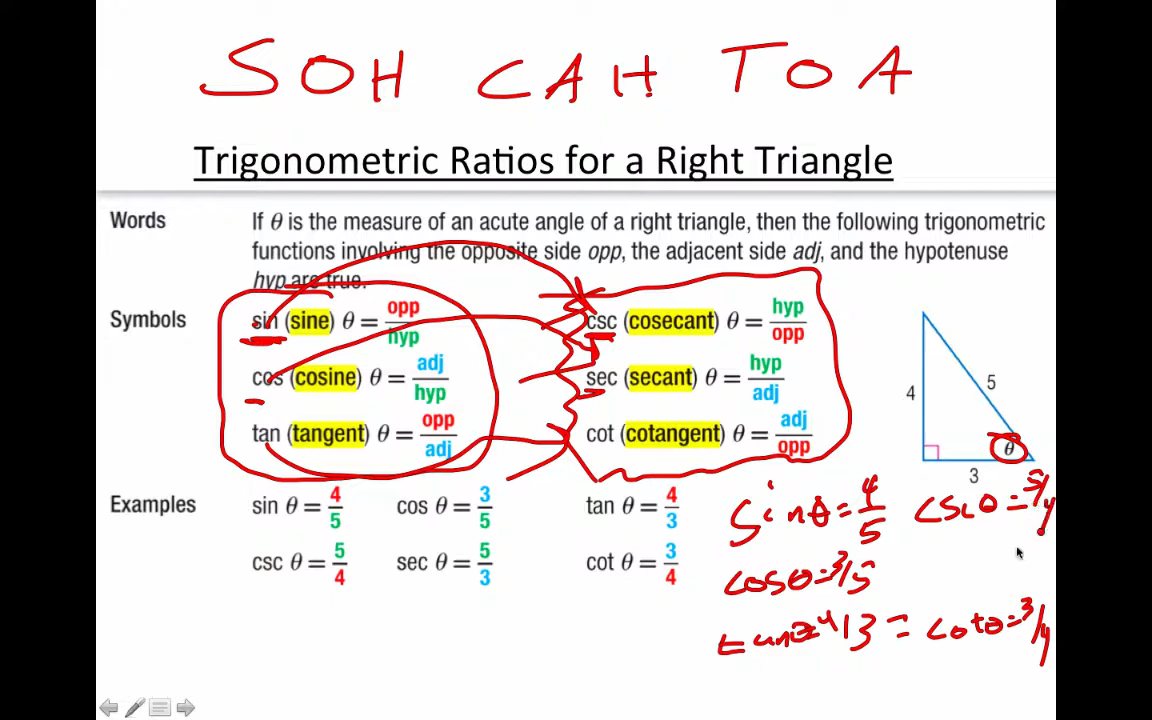 SOH CAH TOA
Trigonometric Ratios for a Right Triangle
Words If θ is the measure of an acute angle of a right triangle, then the following trigonometric
functions involving the opposite side opp, the adjacent side adj, and the hypotenuse
hyp are true.
Symbols sin (sine) θ = opp/hyp csc (cosecant) θ = hyp/opp
cos (cosine) θ = adj/hyp sec (secant) θ = hyp/adj
tan (tangent) θ = opp/adj cot (cotangent) θ = adj/opp
4 5 θ
3
Examples sin θ = 4/5 cos θ = 3/5 tan θ = 4/3
csc θ = 5/4 sec θ = 5/3 cot θ = 3/4
sinθ = 4/5 cscθ = 5/4
cosθ = 3/5
tanθ = 4/3 = cotθ = 3/4